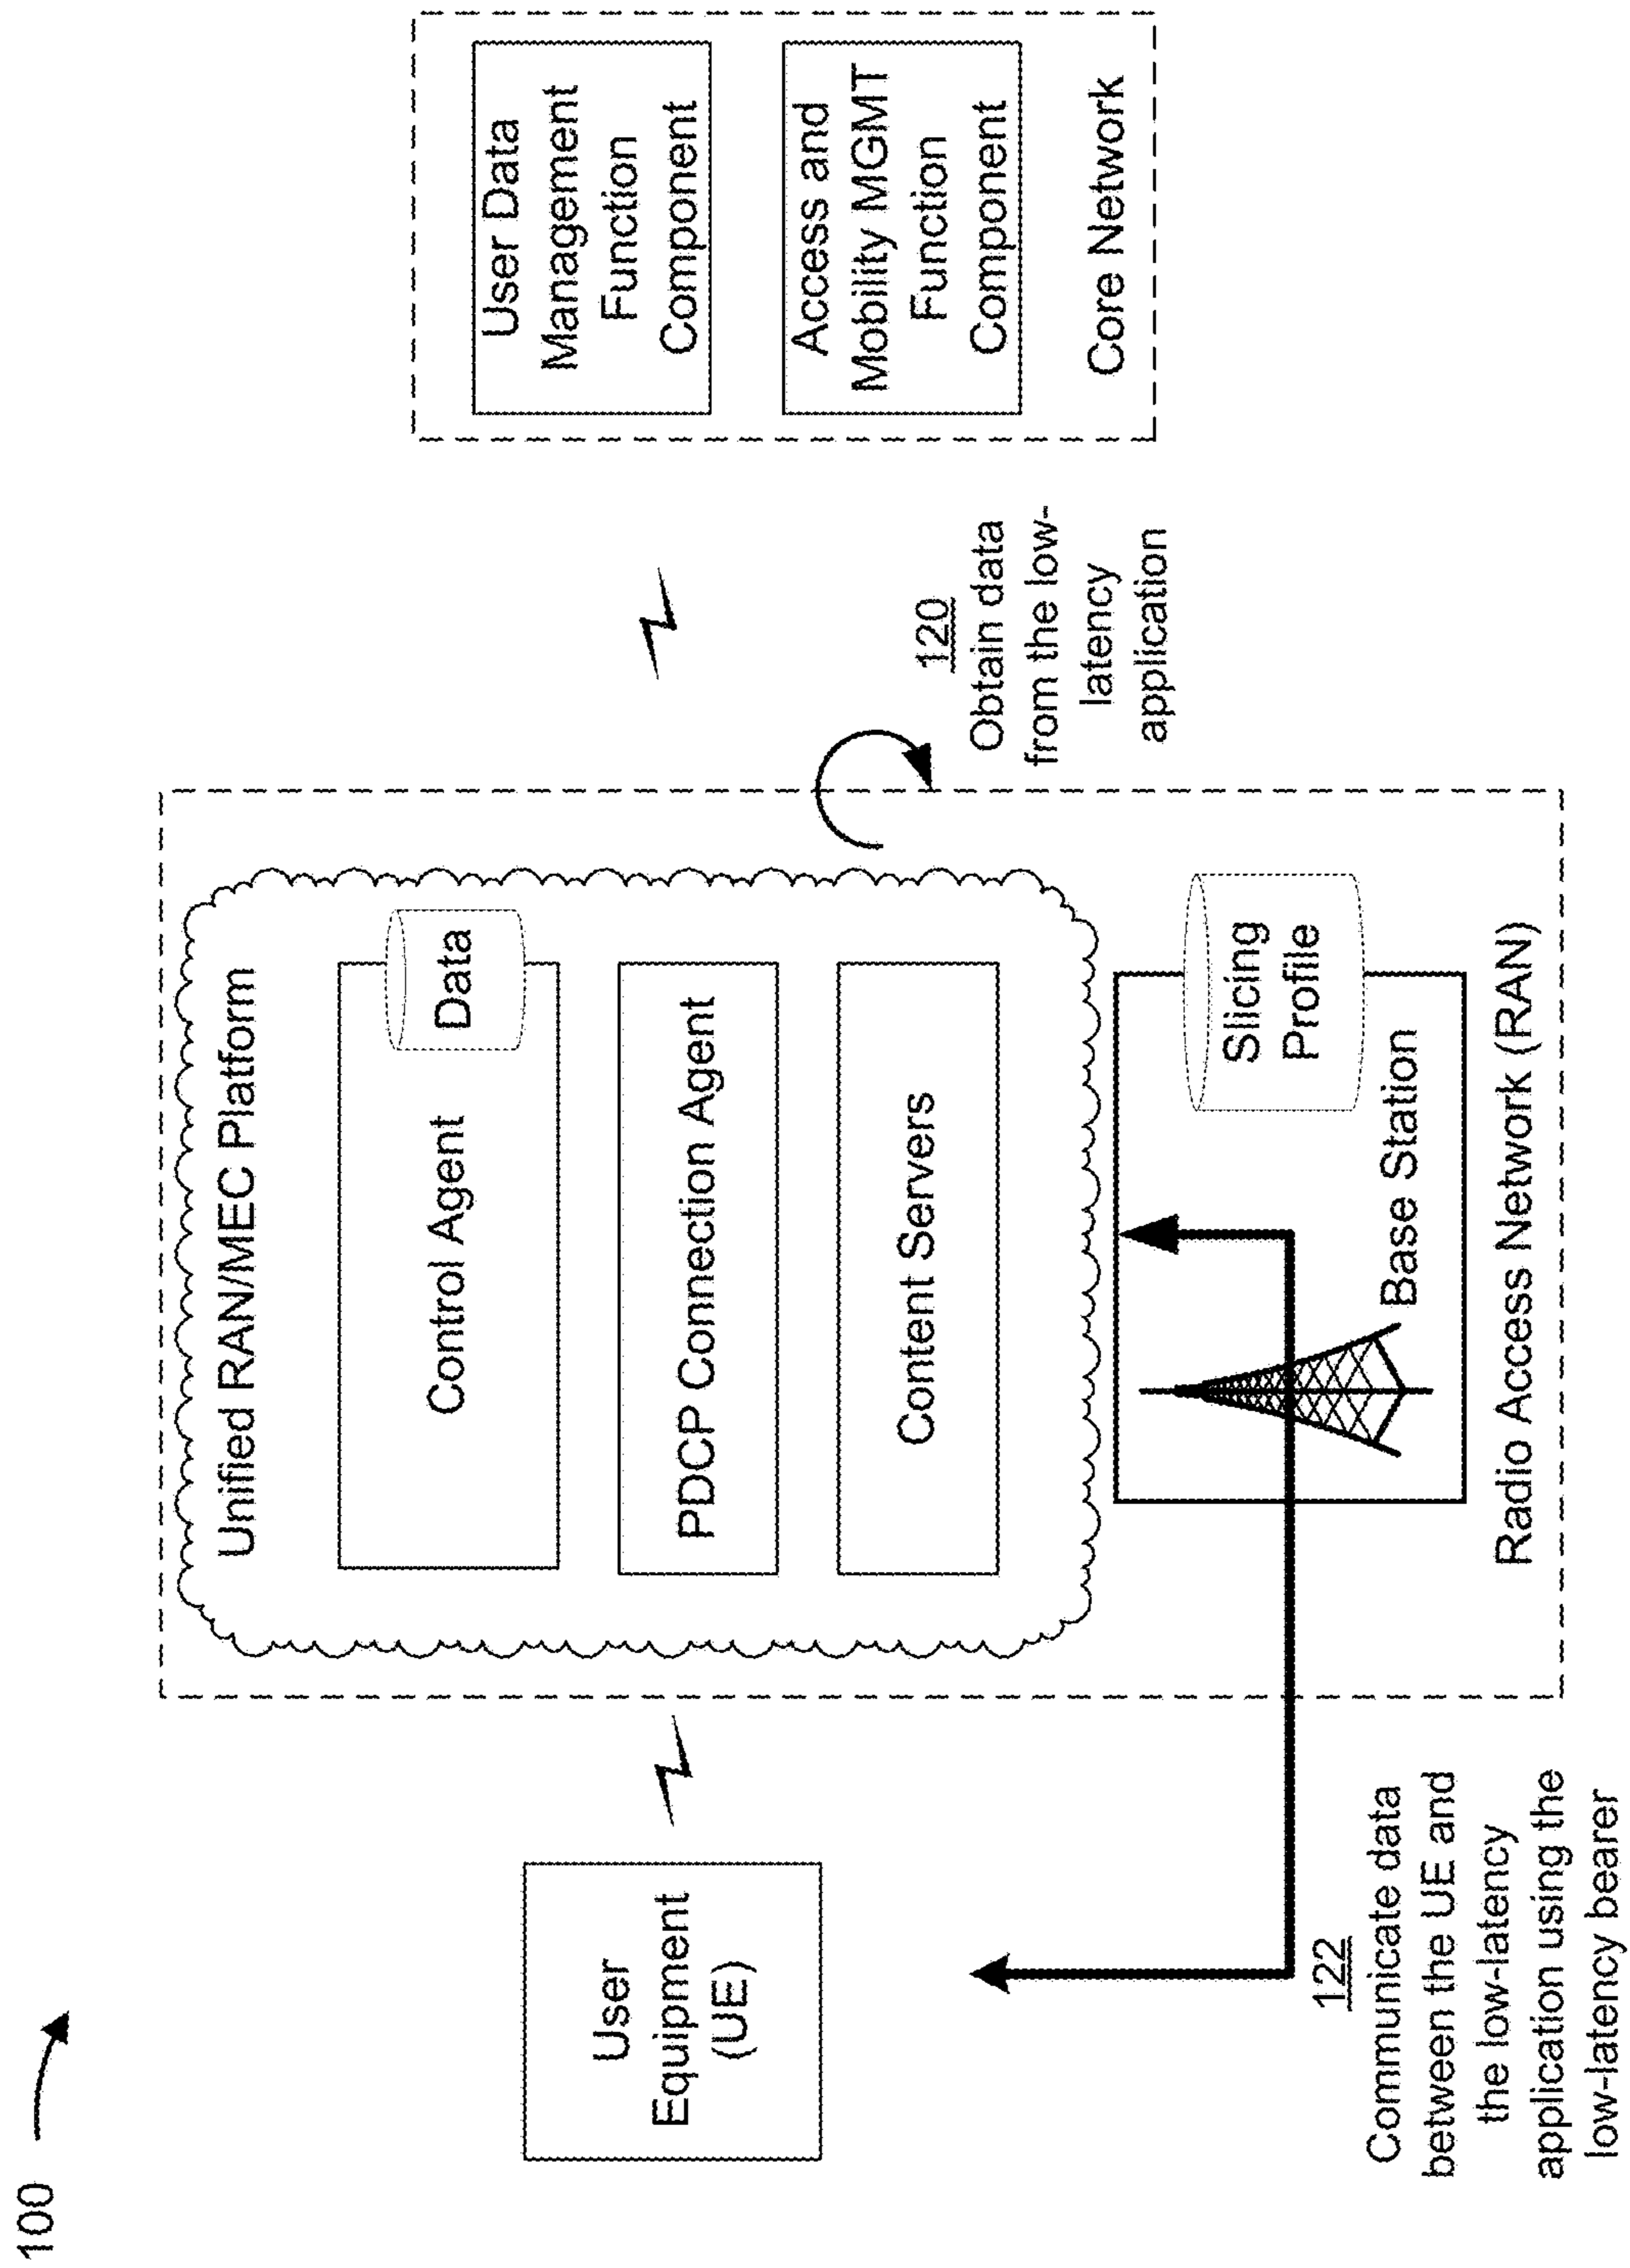 100
User
Equipment
(UE)
122
Communicate data
between the UE and
the low-latency
application using the
low-latency bearer
Unified RAN/MEC Platform
Control Agent
Data
PDCP Connection Agent
Content Servers
Slicing
Profile
Base Station
Radio Access Network (RAN)
120
Obtain data
from the low-
latency
application
User Data
Management
Function
Component
Access and
Mobility MGMT
Function
Component
Core Network